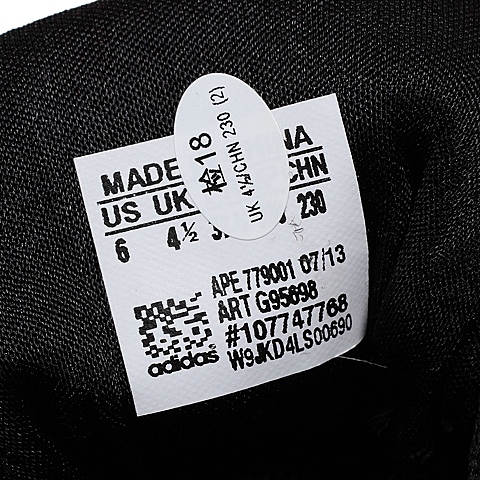 检18
UK 4½/CHN 230 (2)
MADE NA
US UK CHN
6 4½ 230
APE 779001 07/13
ART G95698
#107747768
W9JKD4LS00690
adidas®